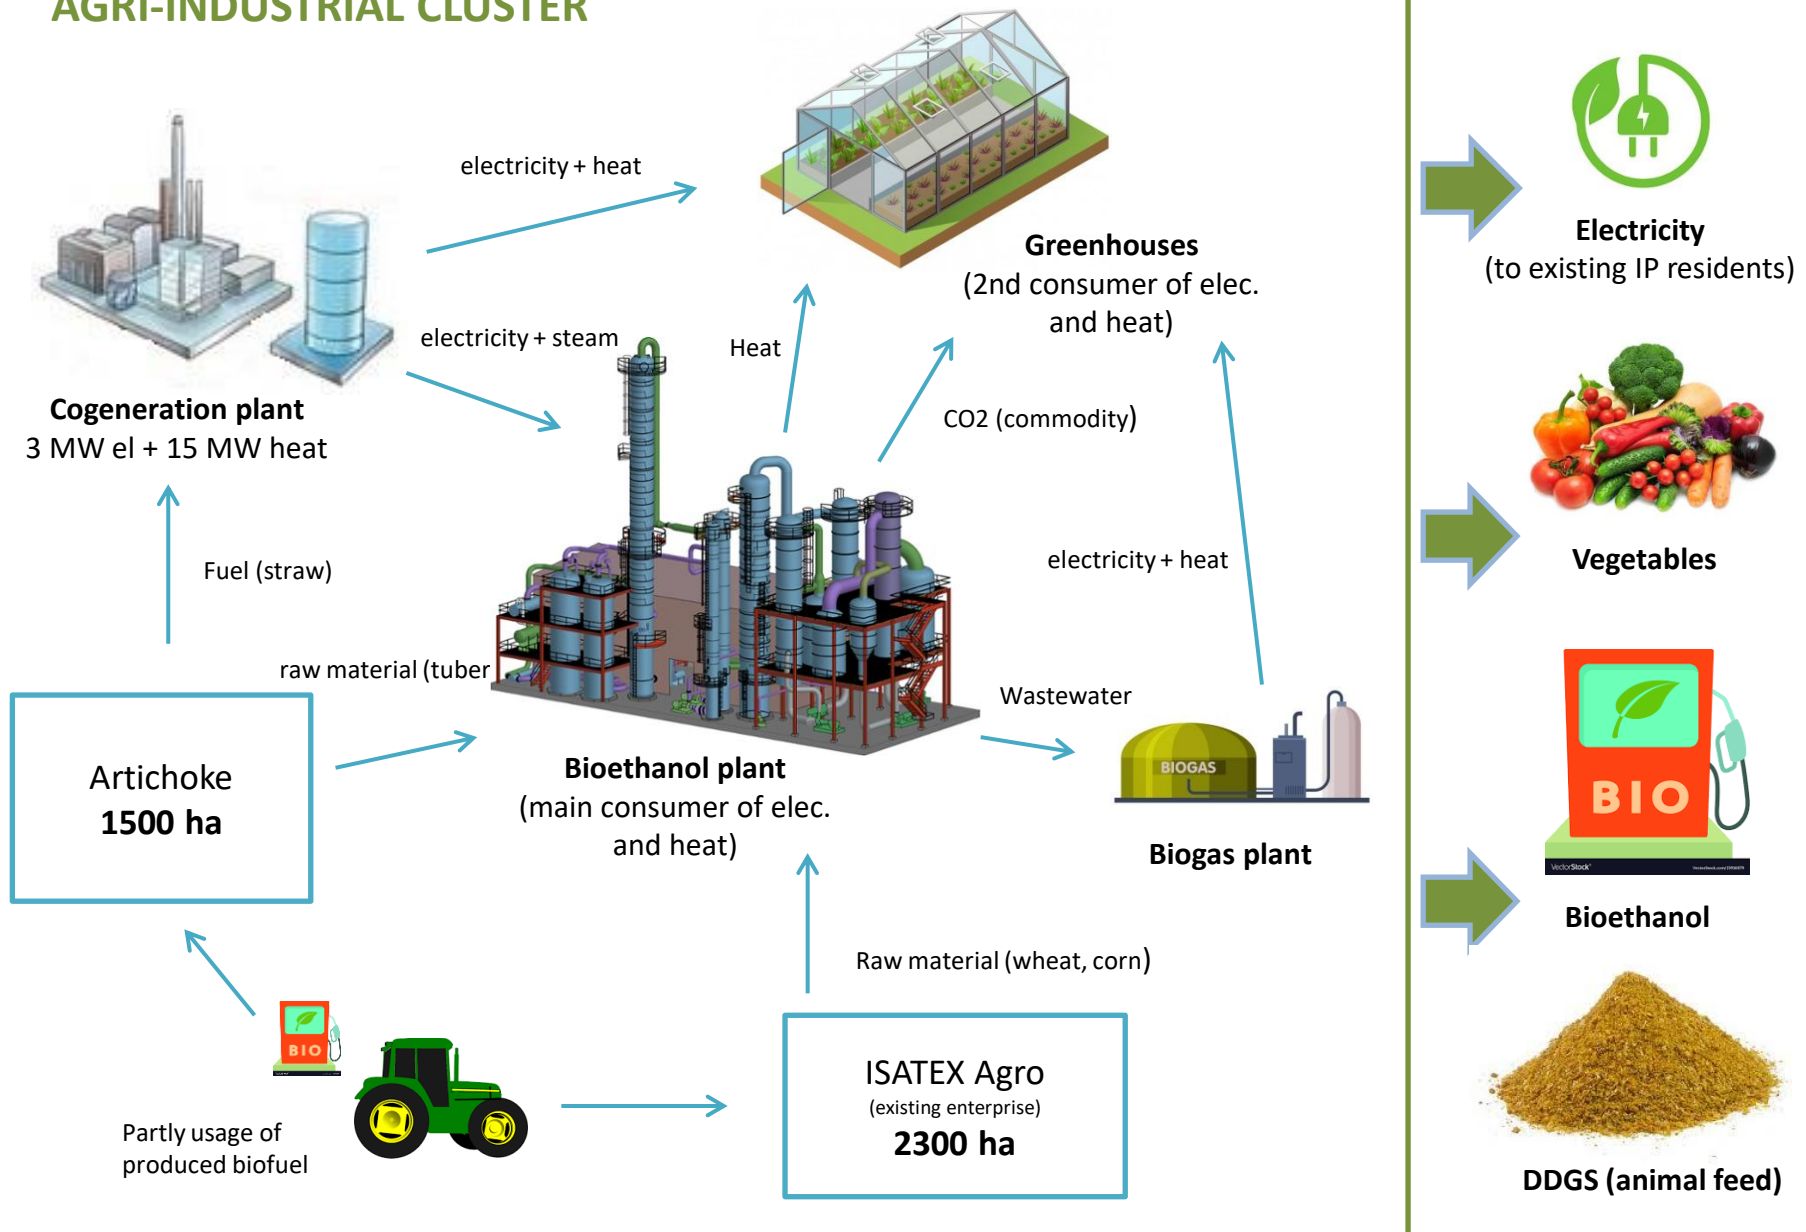 AGRI-INDUSTRIAL CLUSTER
electricity + heat
Greenhouses
(2nd consumer of elec.
and heat)
electricity + steam
Heat
CO2 (commodity)
Cogeneration plant
3 MW el + 15 MW heat
Fuel (straw)
electricity + heat
raw material (tuber
Wastewater
Artichoke
1500 ha
Bioethanol plant
(main consumer of elec.
and heat)
BIOGAS
Biogas plant
Raw material (wheat, corn)
BIO
Partly usage of
produced biofuel
ISATEX Agro
(existing enterprise)
2300 ha
Electricity
(to existing IP residents)
Vegetables
BIO
VectorStock®
Bioethanol
DDGS (animal feed)